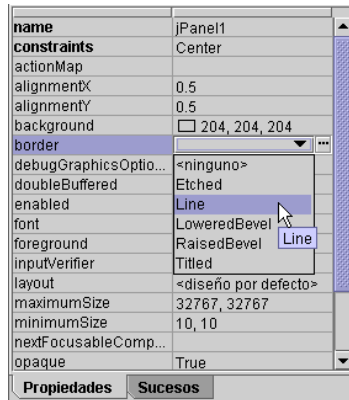 name jPanel1
constraints Center
actionMap
alignmentX 0.5
alignmentY 0.5
background 204, 204, 204
border ...
debugGraphicsOptio... <ninguno>
doubleBuffered Etched
enabled Line
font LoweredBevel
foreground RaisedBevel Line
inputVerifier Titled
layout <diseño por defecto>
maximumSize 32767, 32767
minimumSize 10, 10
nextFocusableComp...
opaque True
Propiedades Sucesos